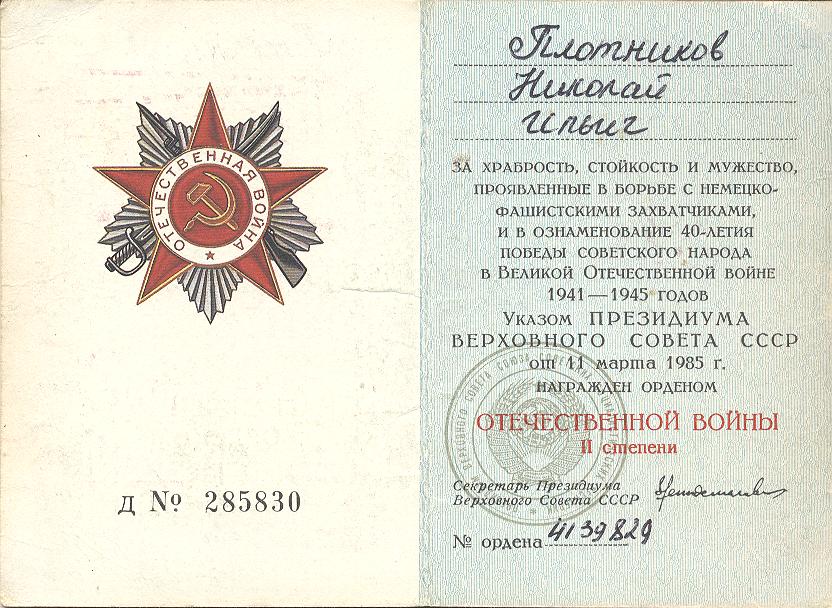 ОТЕЧЕСТВЕННАЯ ВОЙНА
Д № 285830
Плотников
Николай
Ильич
ЗА ХРАБРОСТЬ, СТОЙКОСТЬ И МУЖЕСТВО,
ПРОЯВЛЕННЫЕ В БОРЬБЕ С НЕМЕЦКО-
ФАШИСТСКИМИ ЗАХВАТЧИКАМИ,
И В ОЗНАМЕНОВАНИЕ 40-ЛЕТИЯ
ПОБЕДЫ СОВЕТСКОГО НАРОДА
В ВЕЛИКОЙ ОТЕЧЕСТВЕННОЙ ВОЙНЕ
1941—1945 ГОДОВ
УКАЗОМ ПРЕЗИДИУМА
ВЕРХОВНОГО СОВЕТА СССР
от 11 марта 1985 г.
НАГРАЖДЕН ОРДЕНОМ
ОТЕЧЕСТВЕННОЙ ВОЙНЫ
II степени
Секретарь Президиума
Верховного Совета СССР
№ ордена 4139829